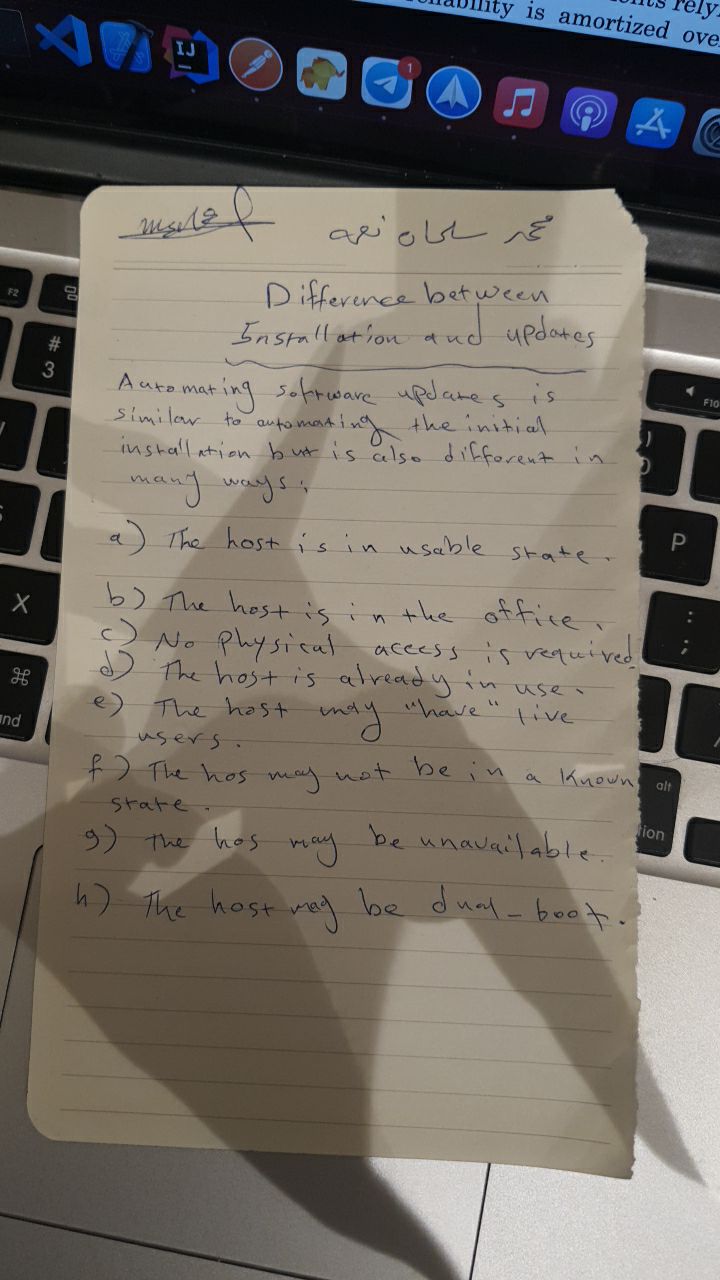 ability is amortized ove
IJ
1
محمد سلمان نعمه
Difference between
Installation and updates
Automating software updates is
similar to automating the initial
installation but is also different in
many ways:
a) The host is in usable state.
b) The host is in the office.
c) No physical access is required
d) The host is already in use.
e) The host may "have" live
users.
f) The hos may not be in a known
state.
g) The hos may be unavailable.
h) The host may be dual-boot.
F2
#
3
F10
P
X
:
;
⌘
alt